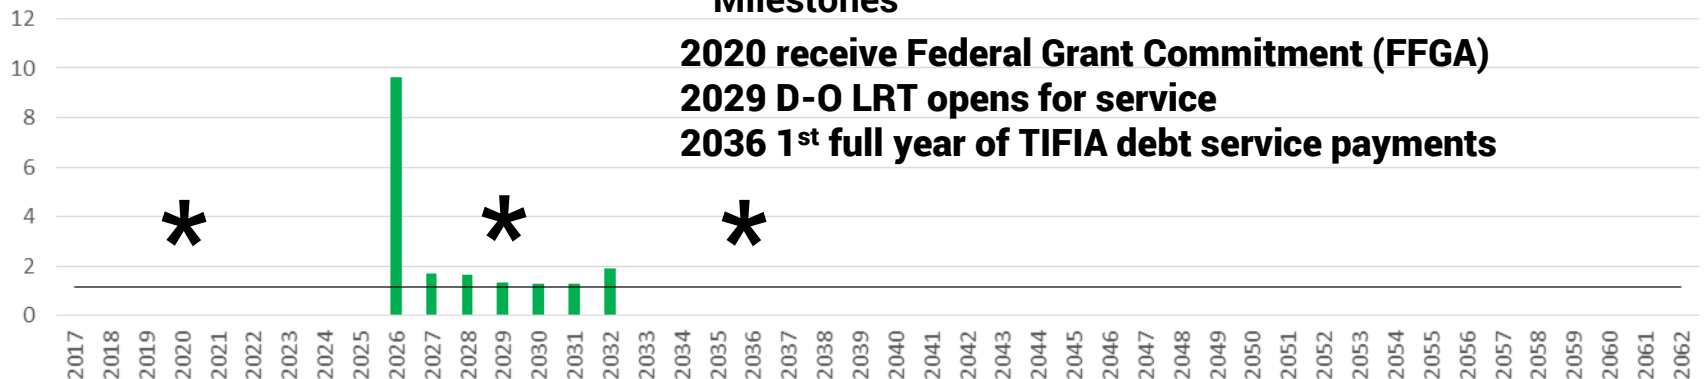 Milestones
2020 receive Federal Grant Commitment (FFGA)
2029 D-O LRT opens for service
2036 1st full year of TIFIA debt service payments
12
10
8
6
4
2
0
* * *
2017 2018 2019 2020 2021 2022 2023 2024 2025 2026 2027 2028 2029 2030 2031 2032 2033 2034 2035 2036 2037 2038 2039 2040 2041 2042 2043 2044 2045 2046 2047 2048 2049 2050 2051 2052 2053 2054 2055 2056 2057 2058 2059 2060 2061 2062